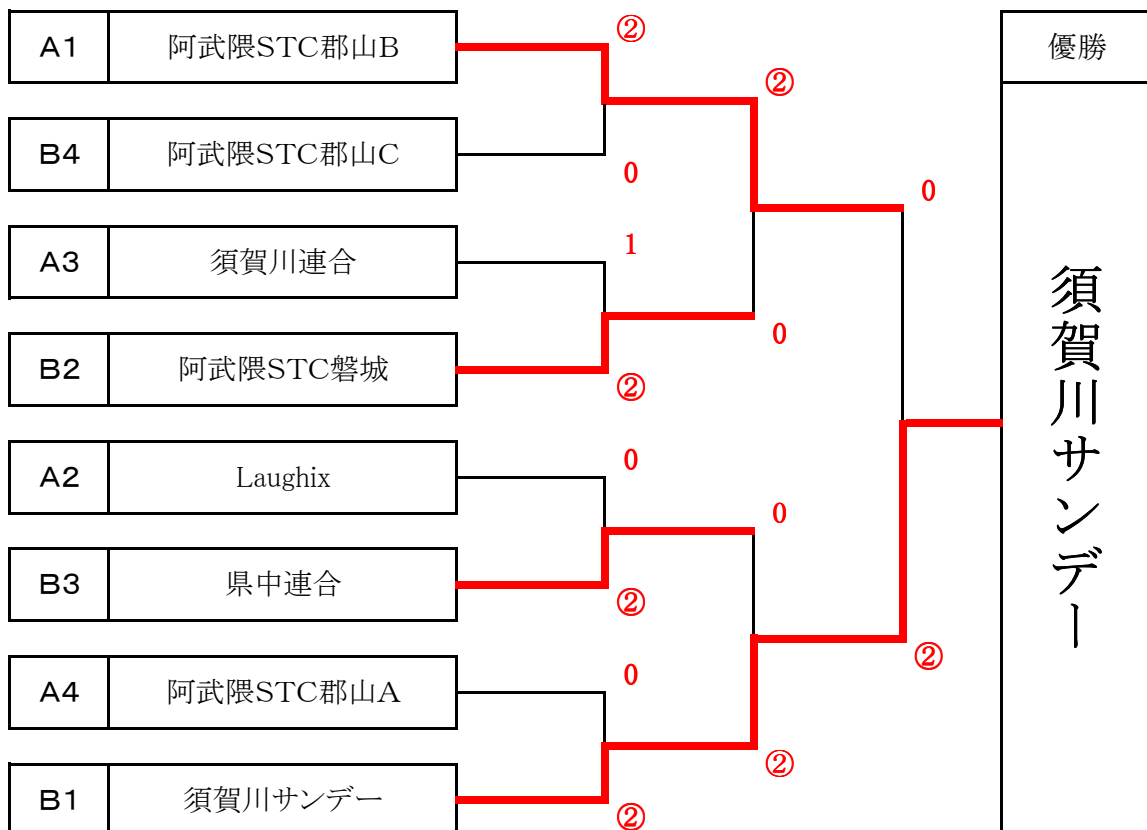 A1 阿武隈STC郡山B ②
② 優勝
B4 阿武隈STC郡山C 0
0
A3 須賀川連合 1
0
B2 阿武隈STC磐城 ②
須賀川サンデー
A2 Laughix 0
0
B3 県中連合 ②
②
A4 阿武隈STC郡山A 0
②
B1 須賀川サンデー ②